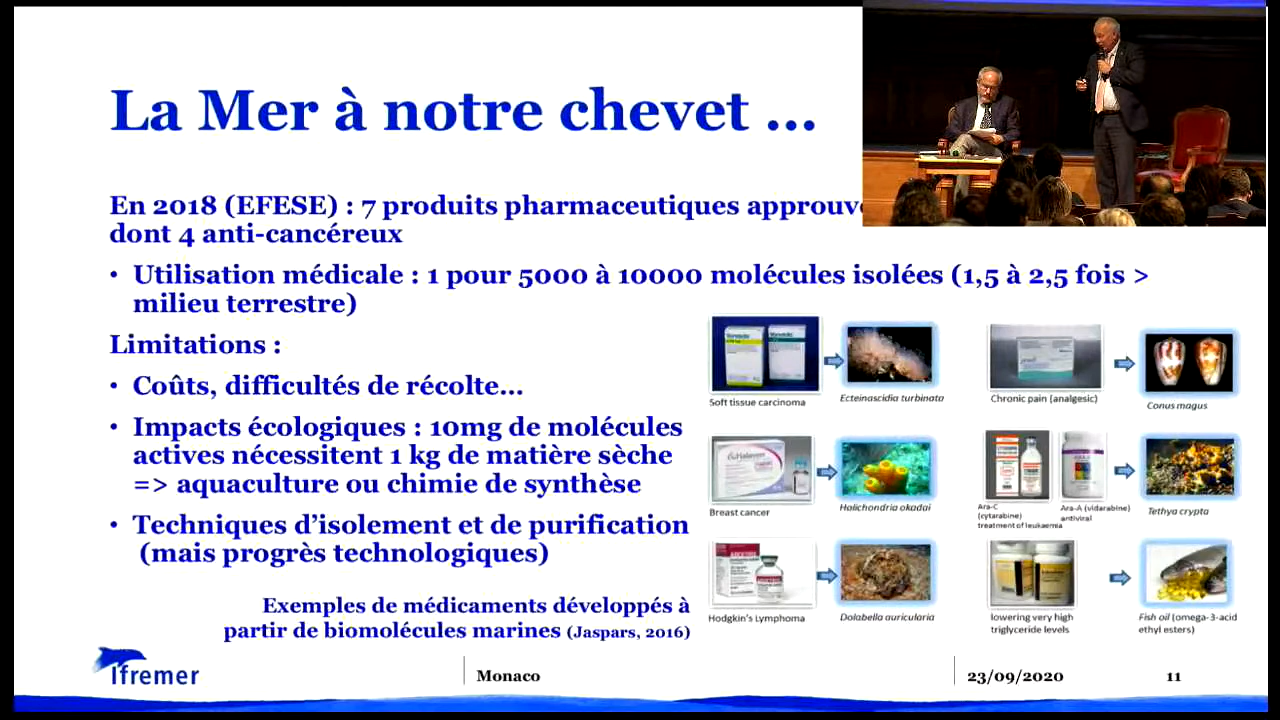 La Mer à notre chevet ...
En 2018 (EFESE) : 7 produits pharmaceutiques
dont 4 anti-cancéreux
• Utilisation médicale : 1 pour 5000 à 10000 molécules isolées (1,5 à 2,5 fois >
milieu terrestre)
Limitations :
• Coûts, difficultés de récolte...
• Impacts écologiques : 10mg de molécules
actives nécessitent 1 kg de matière sèche
=> aquaculture ou chimie de synthèse
• Techniques d'isolement et de purification
(mais progrès technologiques)
Exemples de médicaments développés à
partir de biomolécules marines (Jaspars, 2016)
Soft tissue carcinoma
Ecteinascidia turbinata
Chronic pain (analgesic)
Conus magus
Breast cancer
Halichondria okadai
Ara-C
(cytarabine)
treatment of leukaemia
Ara-A (vidarabine)
antiviral
Tethya crypta
Hodgkin's Lymphoma
Dolabella auricularia
lowering very high
triglyceride levels
Fish oil (omega-3-acid
ethyl esters)
Ifremer
Monaco
23/09/2020
11